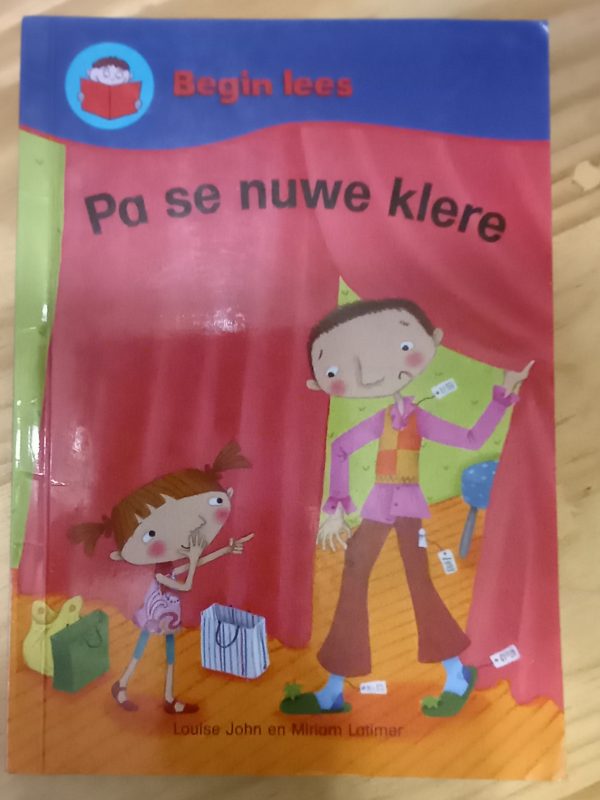 Begin lees
Pa se nuwe klere
Louise John en Miriam Latimer